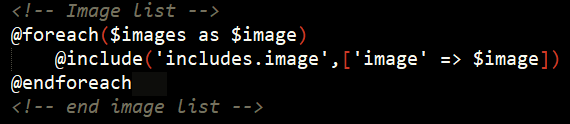 <!-- Image list -->
@foreach($images as $image)
    @include('includes.image',['image' => $image])
@endforeach
<!-- end image list -->